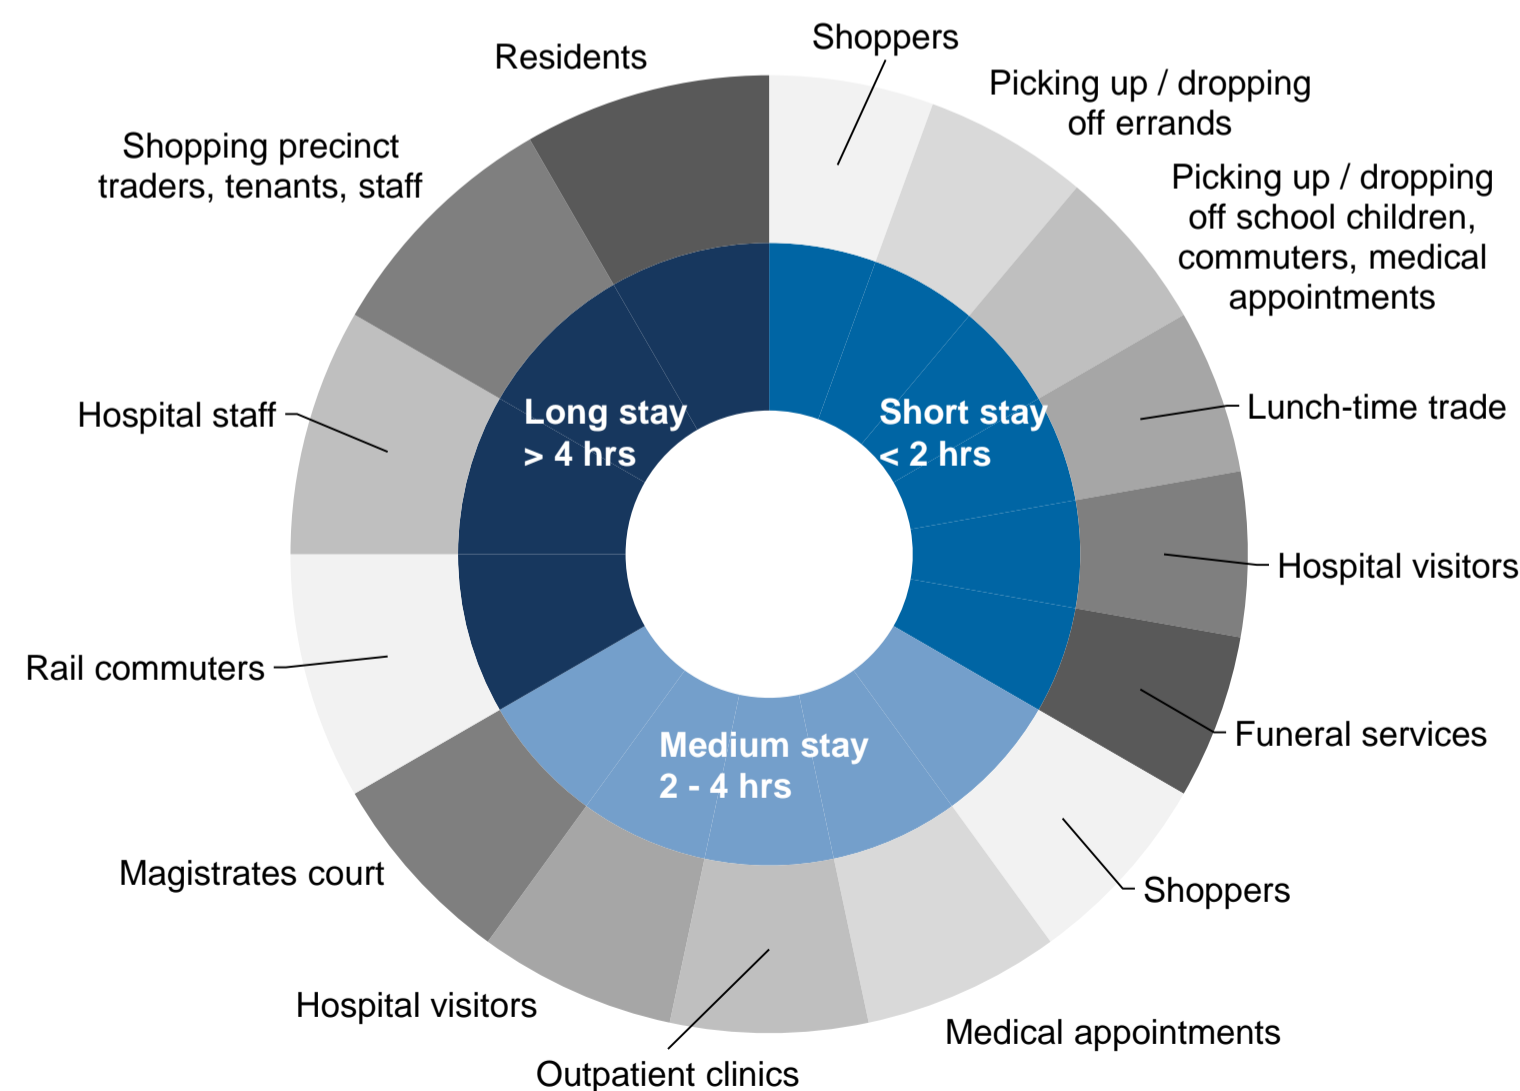 Residents
Shoppers
Picking up / dropping
off errands
Shopping precinct
traders, tenants, staff
Picking up / dropping
off school children,
commuters, medical
appointments
Hospital staff
Long stay
> 4 hrs
Short stay
< 2 hrs
Lunch-time trade
Hospital visitors
Rail commuters
Funeral services
Medium stay
2 - 4 hrs
Magistrates court
Shoppers
Hospital visitors
Medical appointments
Outpatient clinics